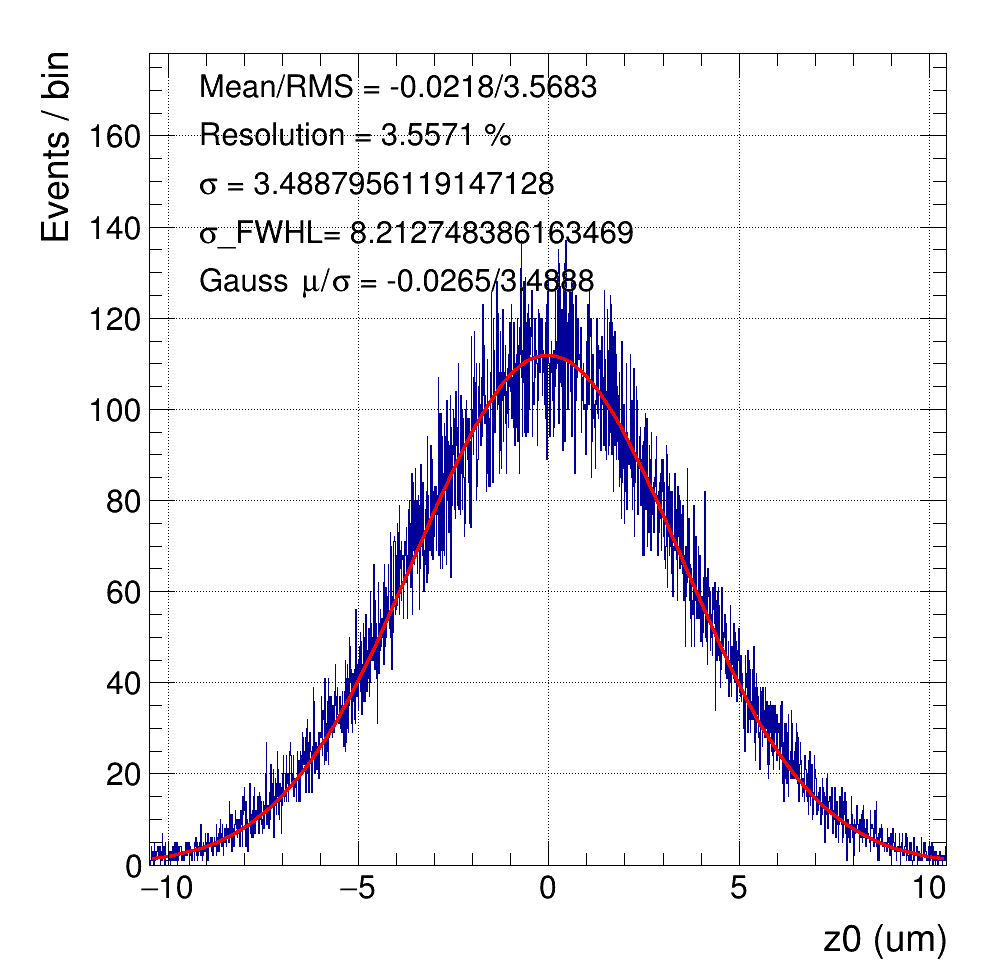 Events / bin
Mean/RMS = -0.0218/3.5683
Resolution = 3.5571 %
σ = 3.4887956119147128
σ_FWHL= 8.212748386163469
Gauss μ/σ = -0.0265/3.4888
160
140
120
100
80
60
40
20
0
−10 −5 0 5 10
z0 (um)